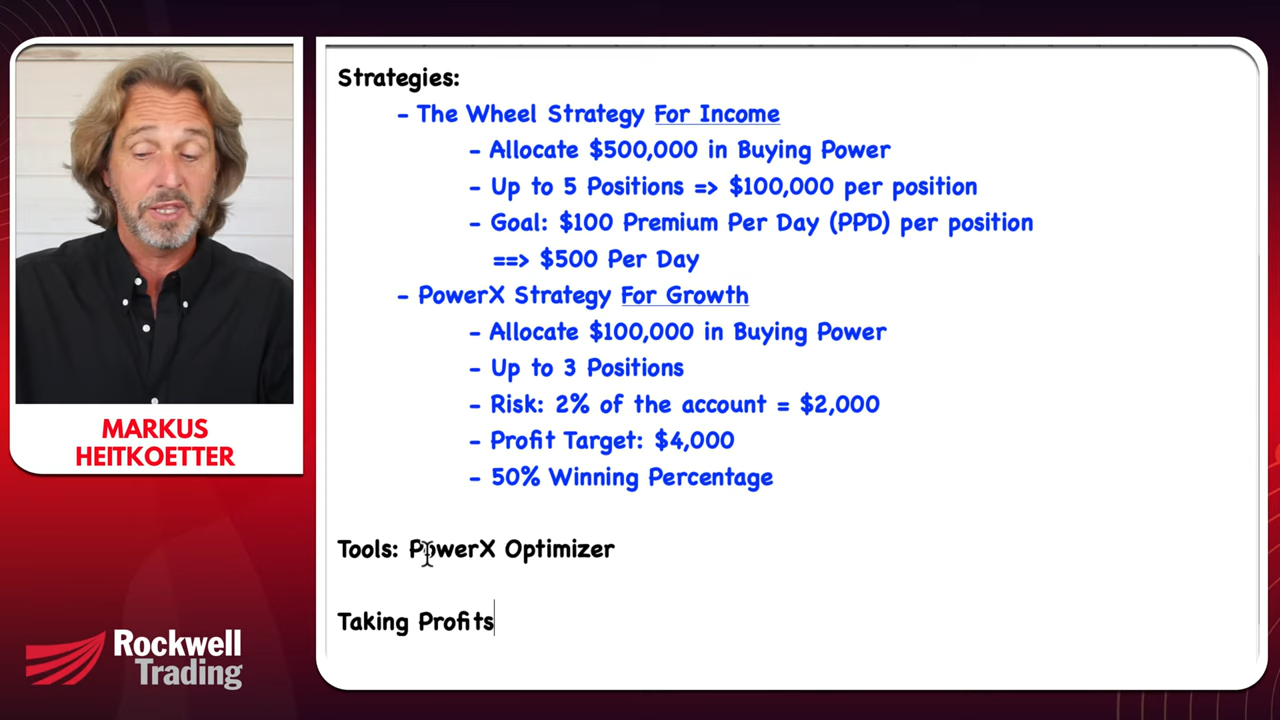 Strategies:
- The Wheel Strategy For Income
- Allocate $500,000 in Buying Power
- Up to 5 Positions => $100,000 per position
- Goal: $100 Premium Per Day (PPD) per position
==> $500 Per Day
- PowerX Strategy For Growth
- Allocate $100,000 in Buying Power
- Up to 3 Positions
- Risk: 2% of the account = $2,000
- Profit Target: $4,000
- 50% Winning Percentage
Tools: PowerX Optimizer
Taking Profits
MARKUS
HEITKOETTER
Rockwell
Trading